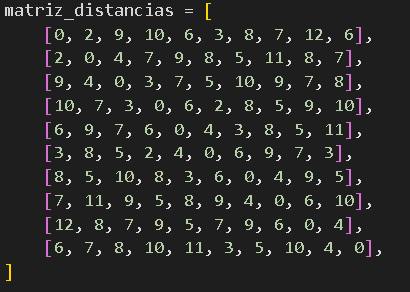 matriz_distancias = [
[0, 2, 9, 10, 6, 3, 8, 7, 12, 6],
[2, 0, 4, 7, 9, 8, 5, 11, 8, 7],
[9, 4, 0, 3, 7, 5, 10, 9, 7, 8],
[10, 7, 3, 0, 6, 2, 8, 5, 9, 10],
[6, 9, 7, 6, 0, 4, 3, 8, 5, 11],
[3, 8, 5, 2, 4, 0, 6, 9, 7, 3],
[8, 5, 10, 8, 3, 6, 0, 4, 9, 5],
[7, 11, 9, 5, 8, 9, 4, 0, 6, 10],
[12, 8, 7, 9, 5, 7, 9, 6, 0, 4],
[6, 7, 8, 10, 11, 3, 5, 10, 4, 0],
]